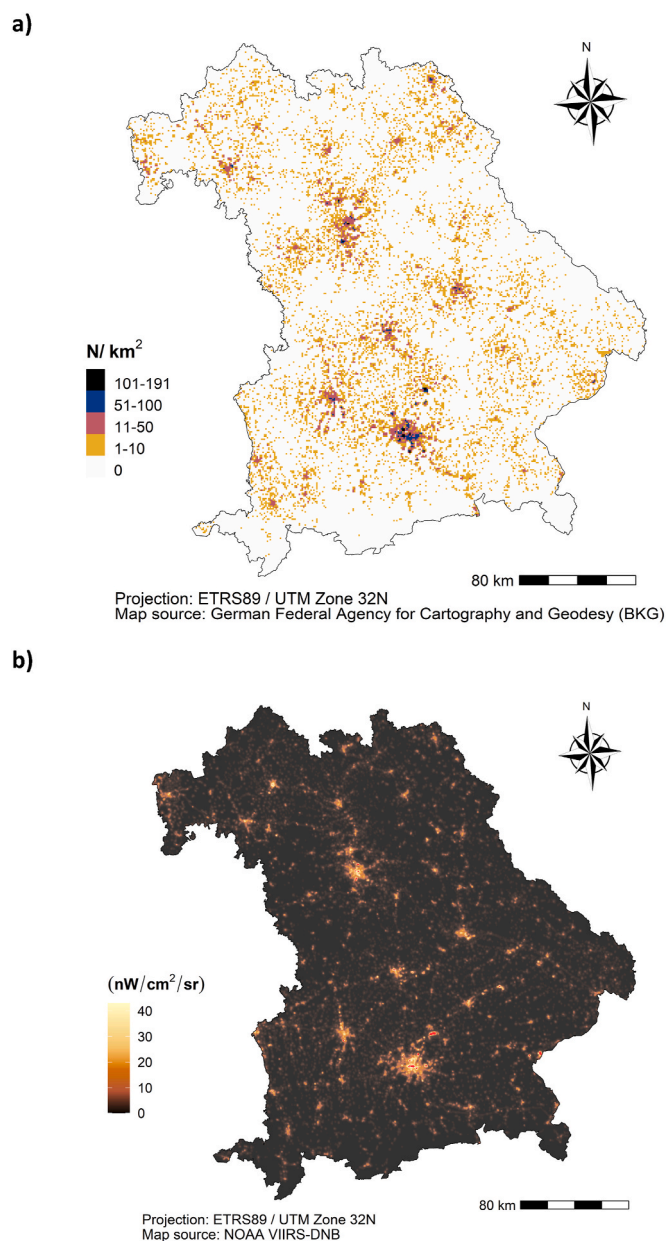 a)
N
N/ km²
101-191
51-100
11-50
1-10
0
80 km
Projection: ETRS89 / UTM Zone 32N
Map source: German Federal Agency for Cartography and Geodesy (BKG)
b)
N
(nW/cm²/sr)
40
30
20
10
0
80 km
Projection: ETRS89 / UTM Zone 32N
Map source: NOAA VIIRS-DNB